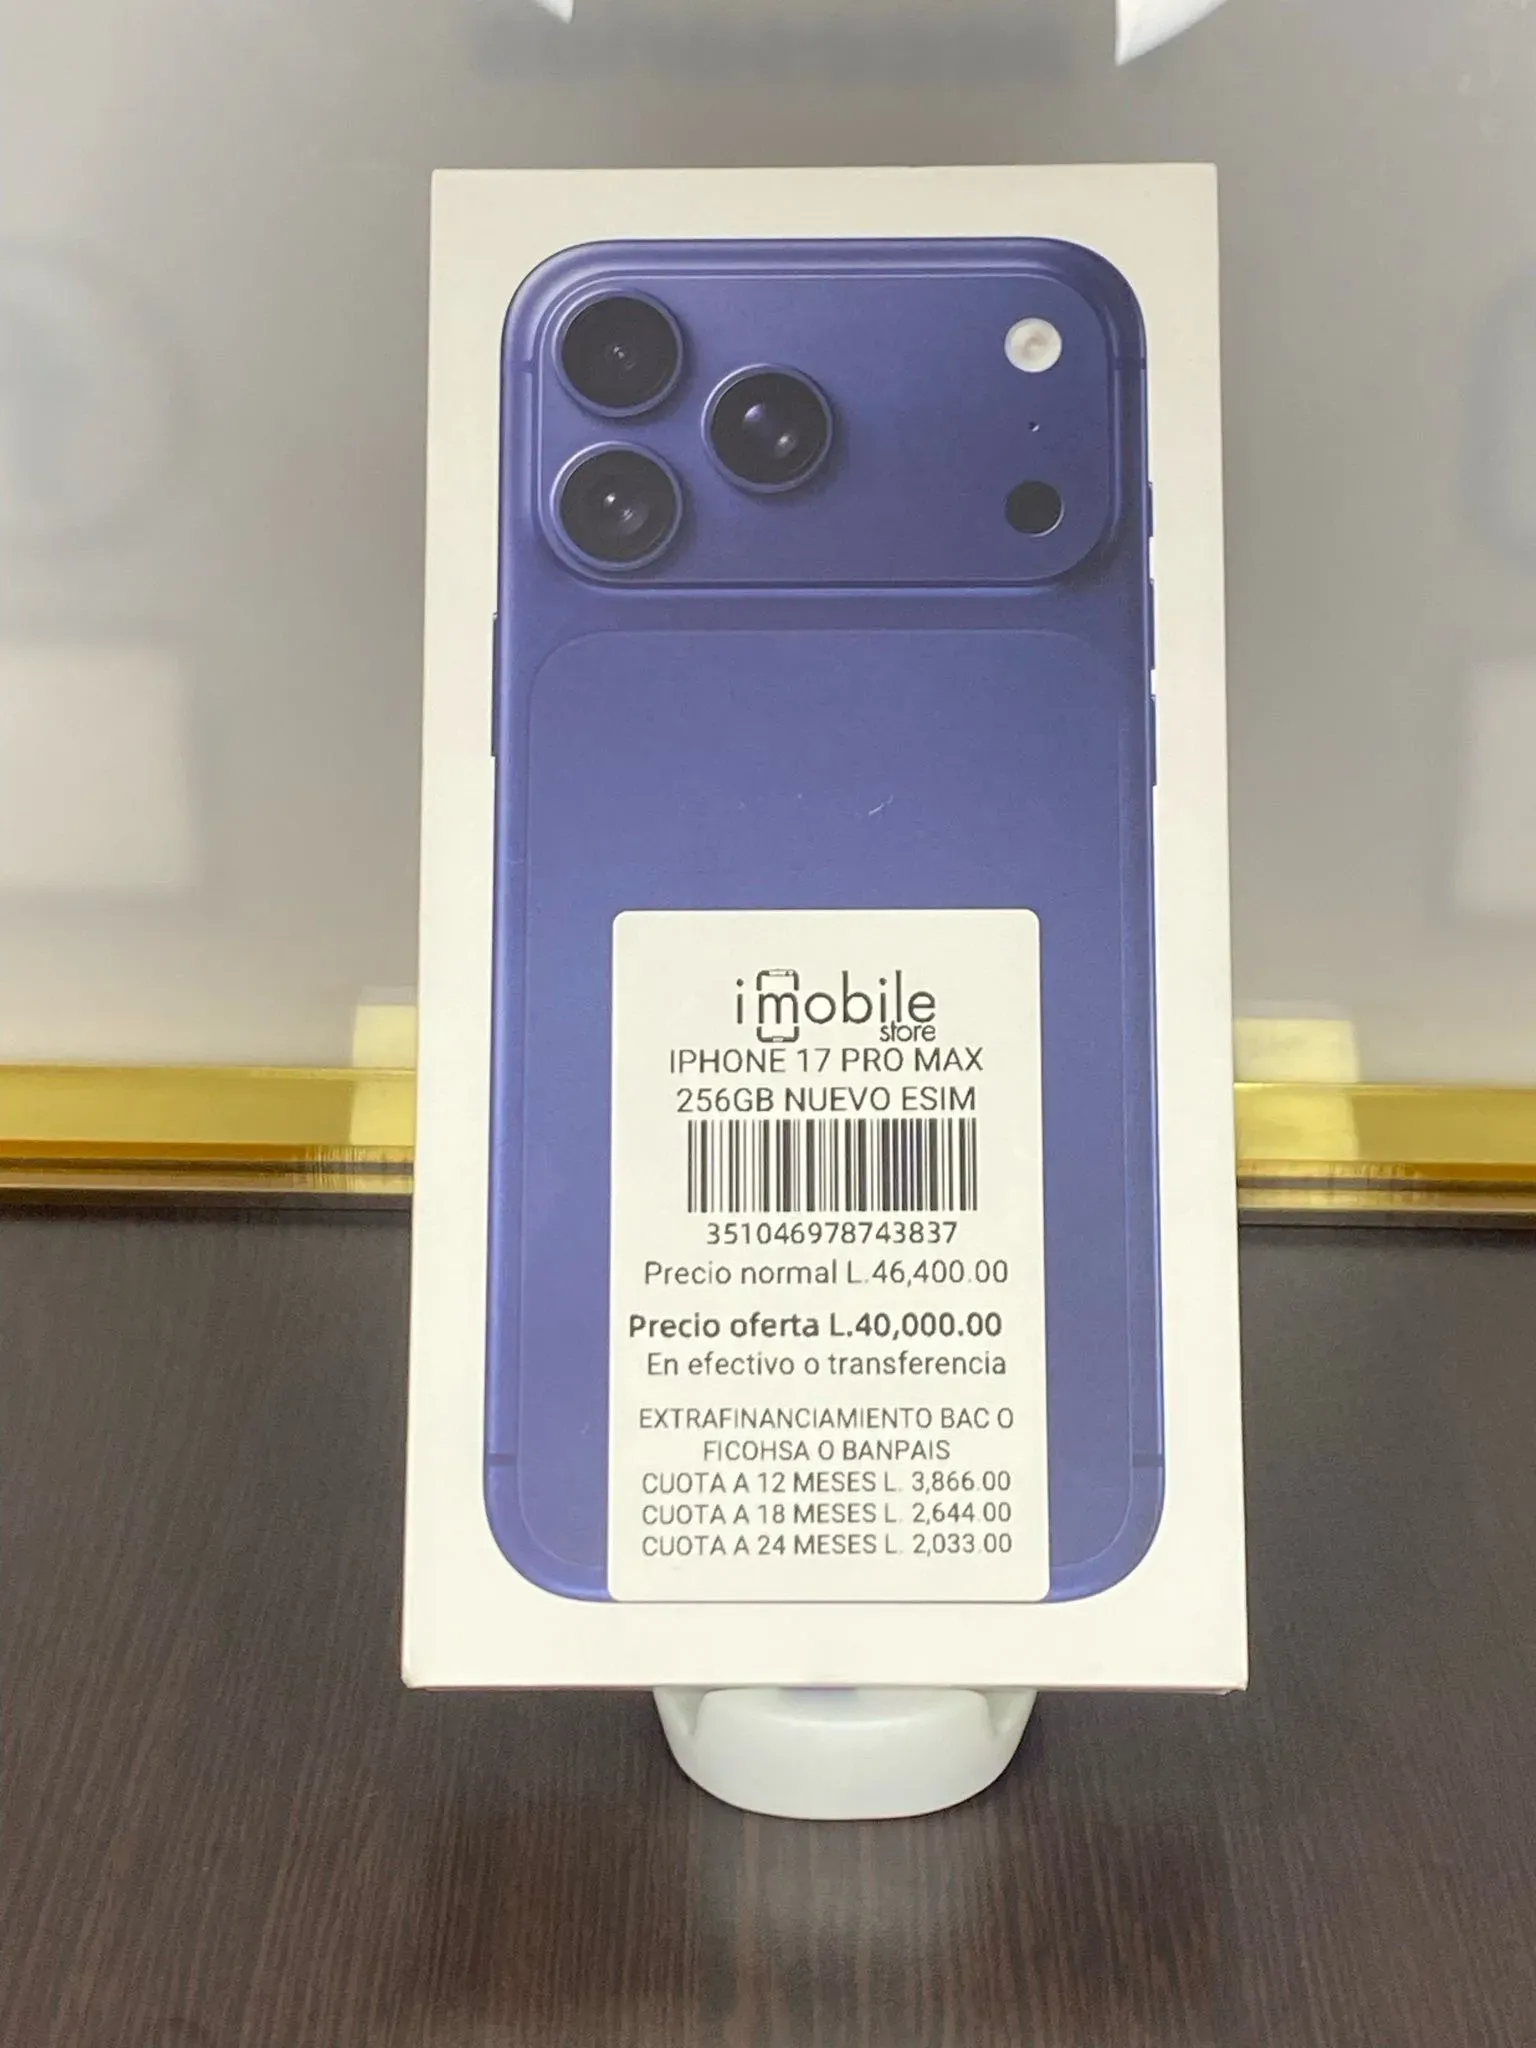 imobile
store
IPHONE 17 PRO MAX
256GB NUEVO ESIM
351046978743837
Precio normal L.46,400.00
Precio oferta L.40,000.00
En efectivo o transferencia
EXTRAFINANCIAMIENTO BAC O
FICOHSA O BANPAIS
CUOTA A 12 MESES L. 3,866.00
CUOTA A 18 MESES L. 2,644.00
CUOTA A 24 MESES L. 2,033.00